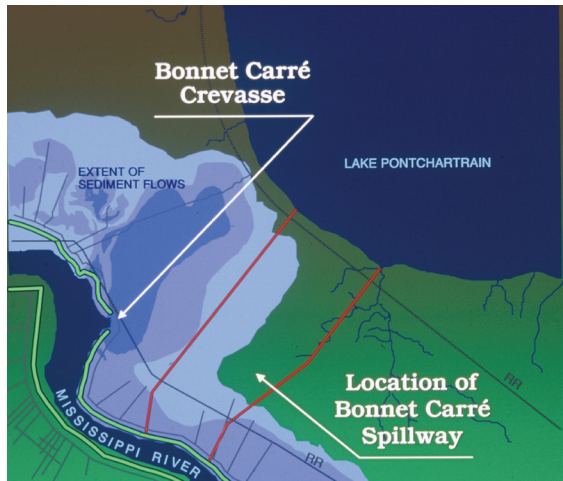 Bonnet Carré
Crevasse
EXTENT OF
SEDIMENT FLOWS
LAKE PONTCHARTRAIN
RR
Location of
Bonnet Carré
Spillway
MISSISSIPPI RIVER
RR